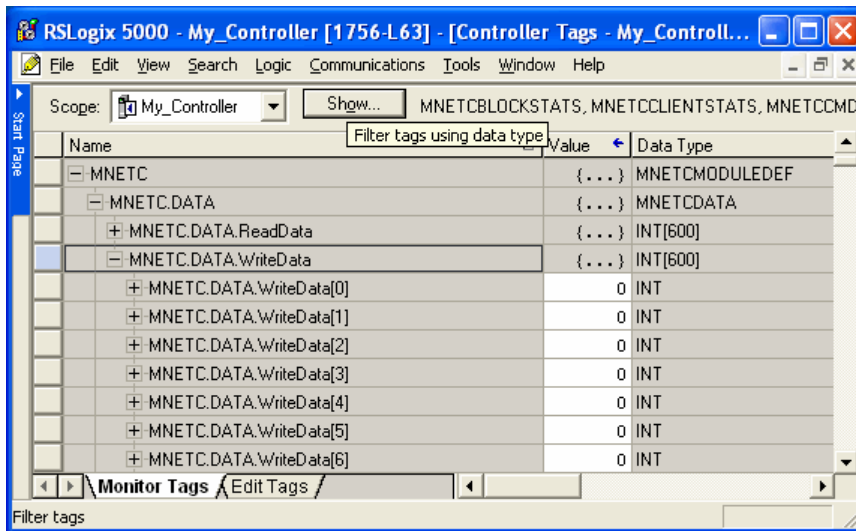 RSLogix 5000 - My_Controller [1756-L63] - [Controller Tags - My_Controll...
File Edit View Search Logic Communications Tools Window Help
Start Page
Scope: My_Controller Show... MNETCBLOCKSTATS, MNETCCLIENTSTATS, MNETCCMD
Filter tags using data type
Name Value Data Type
MNETC {...} MNETCMODULEDEF
MNETC.DATA {...} MNETCDATA
MNETC.DATA.ReadData {...} INT[600]
MNETC.DATA.WriteData {...} INT[600]
MNETC.DATA.WriteData[0] 0 INT
MNETC.DATA.WriteData[1] 0 INT
MNETC.DATA.WriteData[2] 0 INT
MNETC.DATA.WriteData[3] 0 INT
MNETC.DATA.WriteData[4] 0 INT
MNETC.DATA.WriteData[5] 0 INT
MNETC.DATA.WriteData[6] 0 INT
Monitor Tags Edit Tags
Filter tags